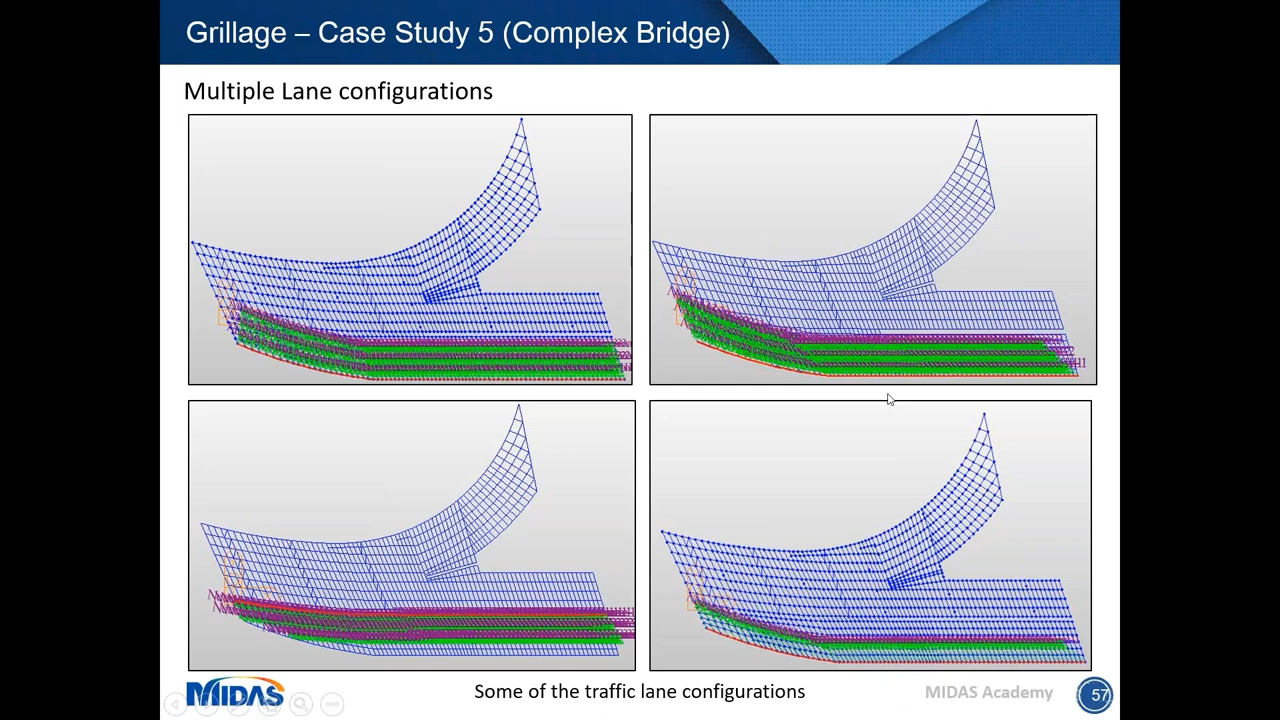 Grillage – Case Study 5 (Complex Bridge)
Multiple Lane configurations
Some of the traffic lane configurations
MIDAS
MIDAS Academy
57